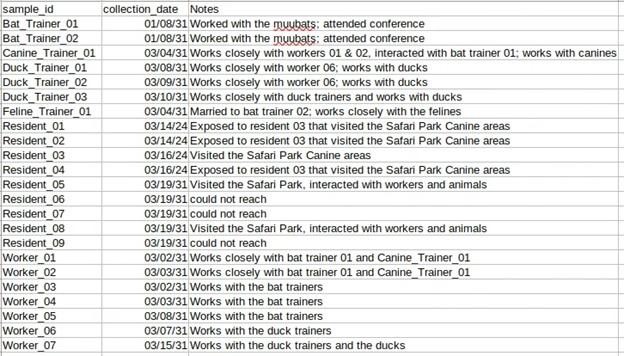 sample_id collection_date Notes
Bat_Trainer_01 01/08/31 Worked with the muubats; attended conference
Bat_Trainer_02 01/08/31 Worked with the muubats; attended conference
Canine_Trainer_01 03/04/31 Works closely with workers 01 & 02, interacted with bat trainer 01; works with canines
Duck_Trainer_01 03/08/31 Works closely with worker 06; works with ducks
Duck_Trainer_02 03/09/31 Works closely with worker 06; works with ducks
Duck_Trainer_03 03/10/31 Works closely with duck trainers and works with ducks
Feline_Trainer_01 03/04/31 Married to bat trainer 02; works closely with the felines
Resident_01 03/14/24 Exposed to resident 03 that visited the Safari Park Canine areas
Resident_02 03/14/24 Exposed to resident 03 that visited the Safari Park Canine areas
Resident_03 03/16/24 Visited the Safari Park Canine areas
Resident_04 03/16/24 Exposed to resident 03 that visited the Safari Park Canine areas
Resident_05 03/19/31 Visited the Safari Park, interacted with workers and animals
Resident_06 03/19/31 could not reach
Resident_07 03/19/31 could not reach
Resident_08 03/19/31 Visited the Safari Park, interacted with workers and animals
Resident_09 03/19/31 could not reach
Worker_01 03/02/31 Works closely with bat trainer 01 and Canine_Trainer_01
Worker_02 03/03/31 Works closely with bat trainer 01 and Canine_Trainer_01
Worker_03 03/02/31 Works with the bat trainers
Worker_04 03/03/31 Works with the bat trainers
Worker_05 03/08/31 Works with the bat trainers
Worker_06 03/07/31 Works with the duck trainers
Worker_07 03/15/31 Works with the duck trainers and the ducks